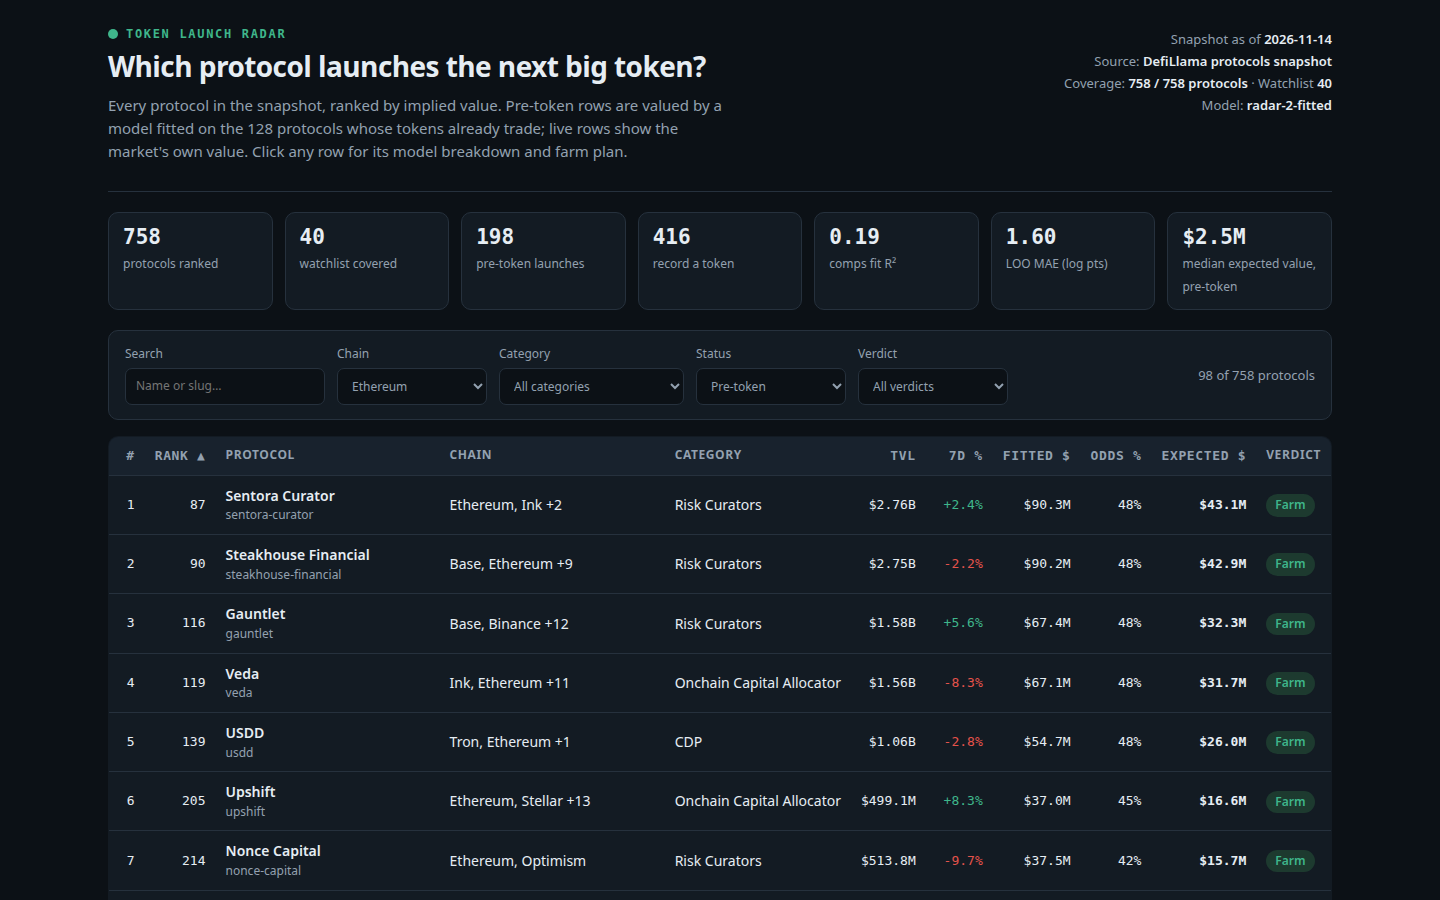 TOKEN LAUNCH RADAR
Which protocol launches the next big token?
Every protocol in the snapshot, ranked by implied value. Pre-token rows are valued by a
model fitted on the 128 protocols whose tokens already trade; live rows show the
market's own value. Click any row for its model breakdown and farm plan.
Snapshot as of 2026-11-14
Source: DefiLlama protocols snapshot
Coverage: 758 / 758 protocols · Watchlist 40
Model: radar-2-fitted
758
protocols ranked
40
watchlist covered
198
pre-token launches
416
record a token
0.19
comps fit R²
1.60
LOO MAE (log pts)
$2.5M
median expected value,
pre-token
Search
Name or slug...
Chain
Ethereum
Category
All categories
Status
Pre-token
Verdict
All verdicts
98 of 758 protocols
# RANK ▲ PROTOCOL CHAIN CATEGORY TVL 7D % FITTED $ ODDS % EXPECTED $ VERDICT
1 87 Sentora Curator Ethereum, Ink +2 Risk Curators $2.76B +2.4% $90.3M 48% $43.1M Farm
sentora-curator
2 90 Steakhouse Financial Base, Ethereum +9 Risk Curators $2.75B -2.2% $90.2M 48% $42.9M Farm
steakhouse-financial
3 116 Gauntlet Base, Binance +12 Risk Curators $1.58B +5.6% $67.4M 48% $32.3M Farm
gauntlet
4 119 Veda Ink, Ethereum +11 Onchain Capital Allocator $1.56B -8.3% $67.1M 48% $31.7M Farm
veda
5 139 USDD Tron, Ethereum +1 CDP $1.06B -2.8% $54.7M 48% $26.0M Farm
usdd
6 205 Upshift Ethereum, Stellar +13 Onchain Capital Allocator $499.1M +8.3% $37.0M 45% $16.6M Farm
upshift
7 214 Nonce Capital Ethereum, Optimism Risk Curators $513.8M -9.7% $37.5M 42% $15.7M Farm
nonce-capital